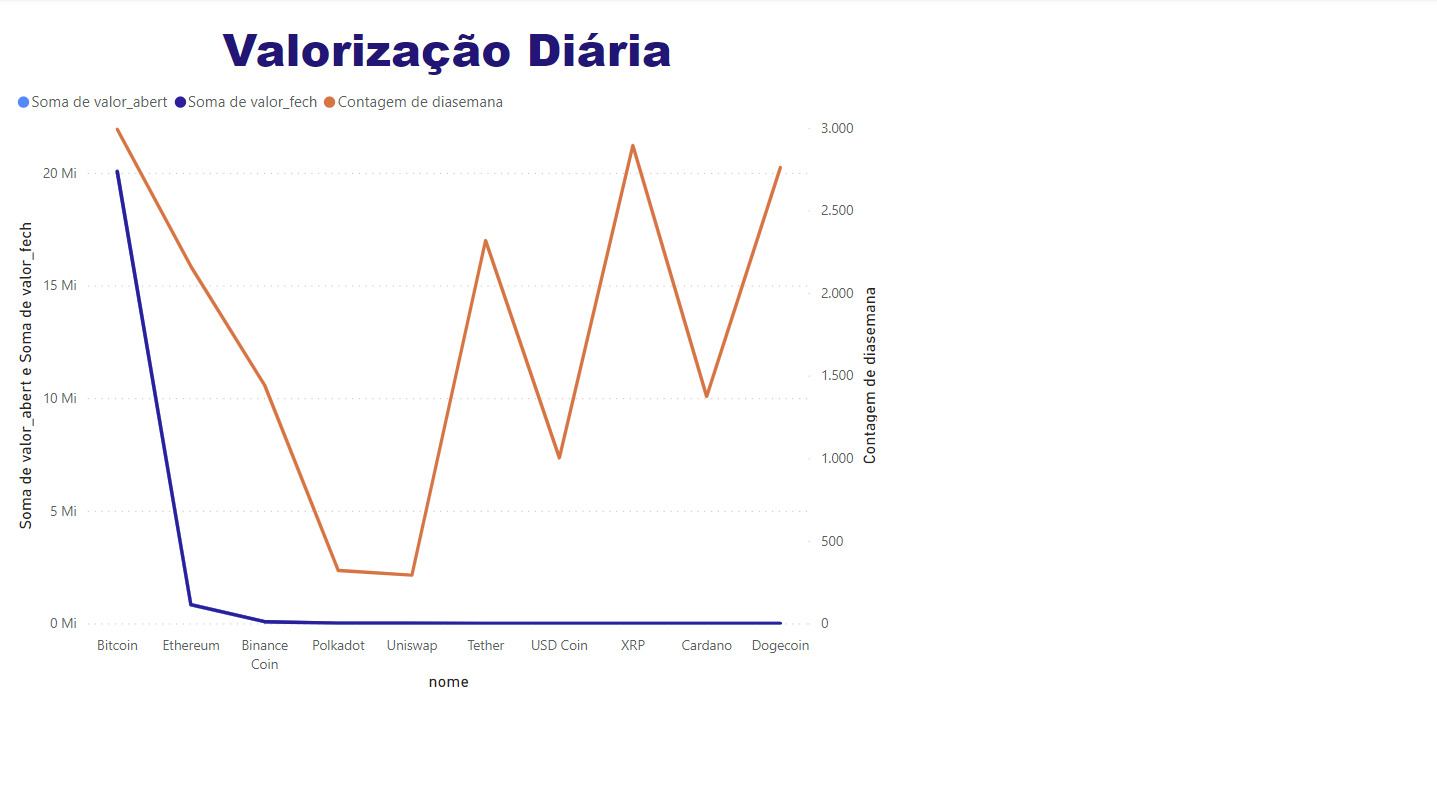 Valorização Diária
Soma de valor_abert Soma de valor_fech Contagem de diasemana
Soma de valor_abert e Soma de valor_fech
20 Mi
15 Mi
10 Mi
5 Mi
0 Mi
3.000
2.500
2.000
1.500
1.000
500
0
Contagem de diasemana
Bitcoin Ethereum Binance Polkadot Uniswap Tether USD Coin XRP Cardano Dogecoin
Coin
nome